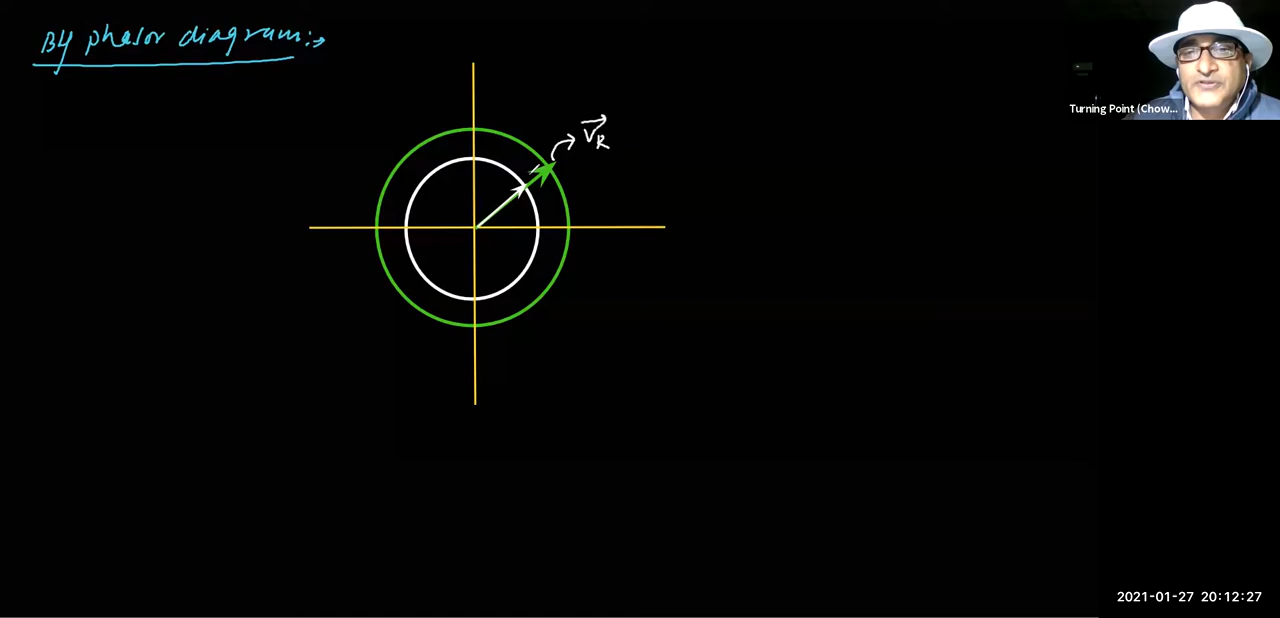 By phasor diagram:→
V⃗R
Turning Point (Chow...
2021-01-27 20:12:27